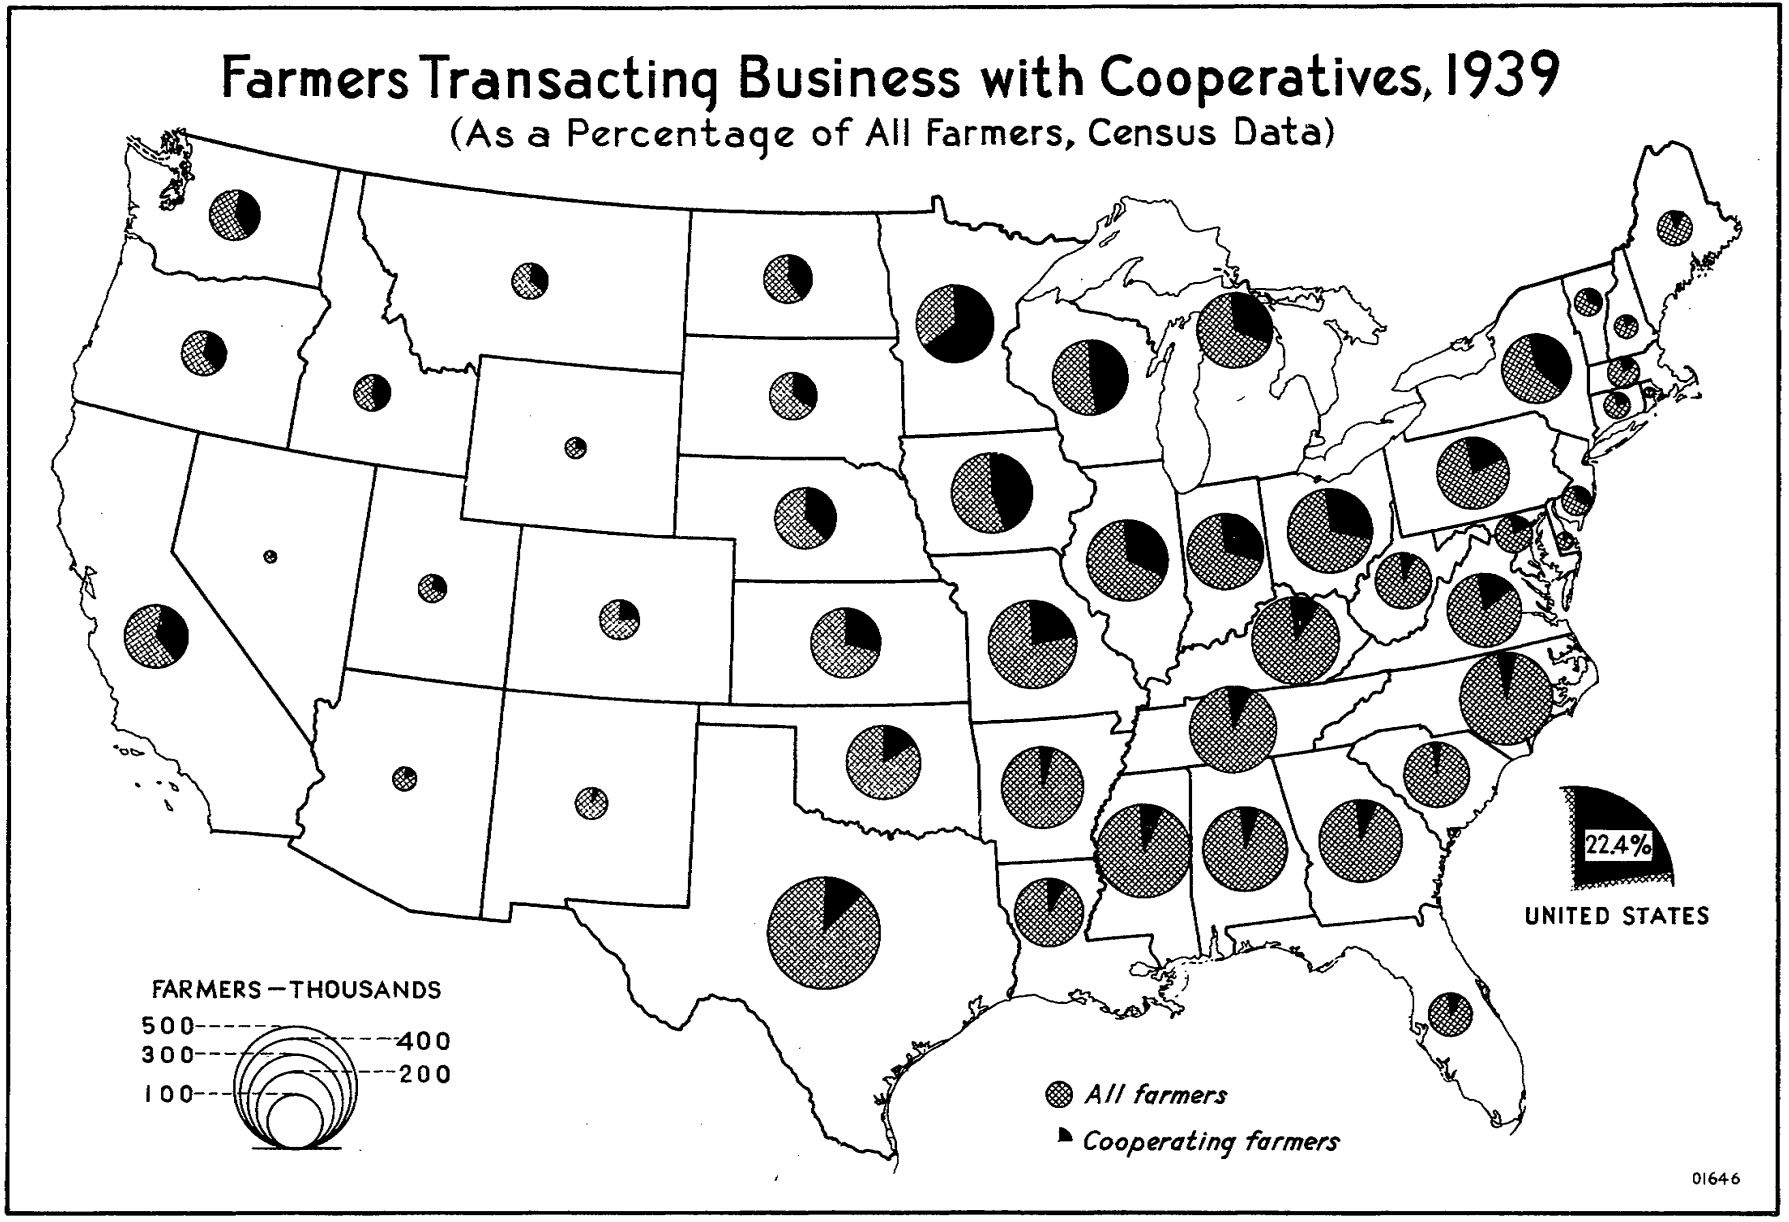 Farmers Transacting Business with Cooperatives, 1939
(As a Percentage of All Farmers, Census Data)
22.4%
UNITED STATES
FARMERS—THOUSANDS
500
400
300
200
100
All farmers
Cooperating farmers
01646